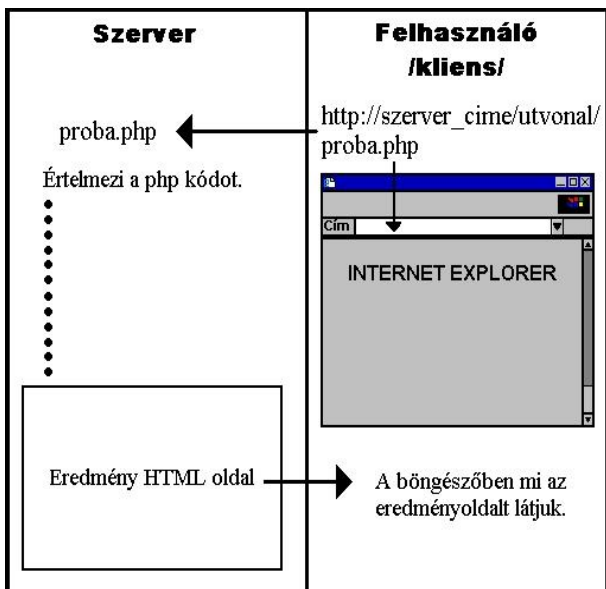 Szerver
proba.php
Értelmezi a php kódot.
Eredmény HTML oldal
Felhasználó
/kliens/
http://szerver_cime/utvonal/
proba.php
Cím
INTERNET EXPLORER
A böngészőben mi az
eredményoldalt látjuk.